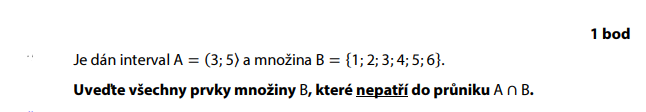 1 bod
Je dán interval A = (3; 5⟩ a množina B = {1; 2; 3; 4; 5; 6}.
Uveďte všechny prvky množiny B, které nepatří do průniku A ∩ B.